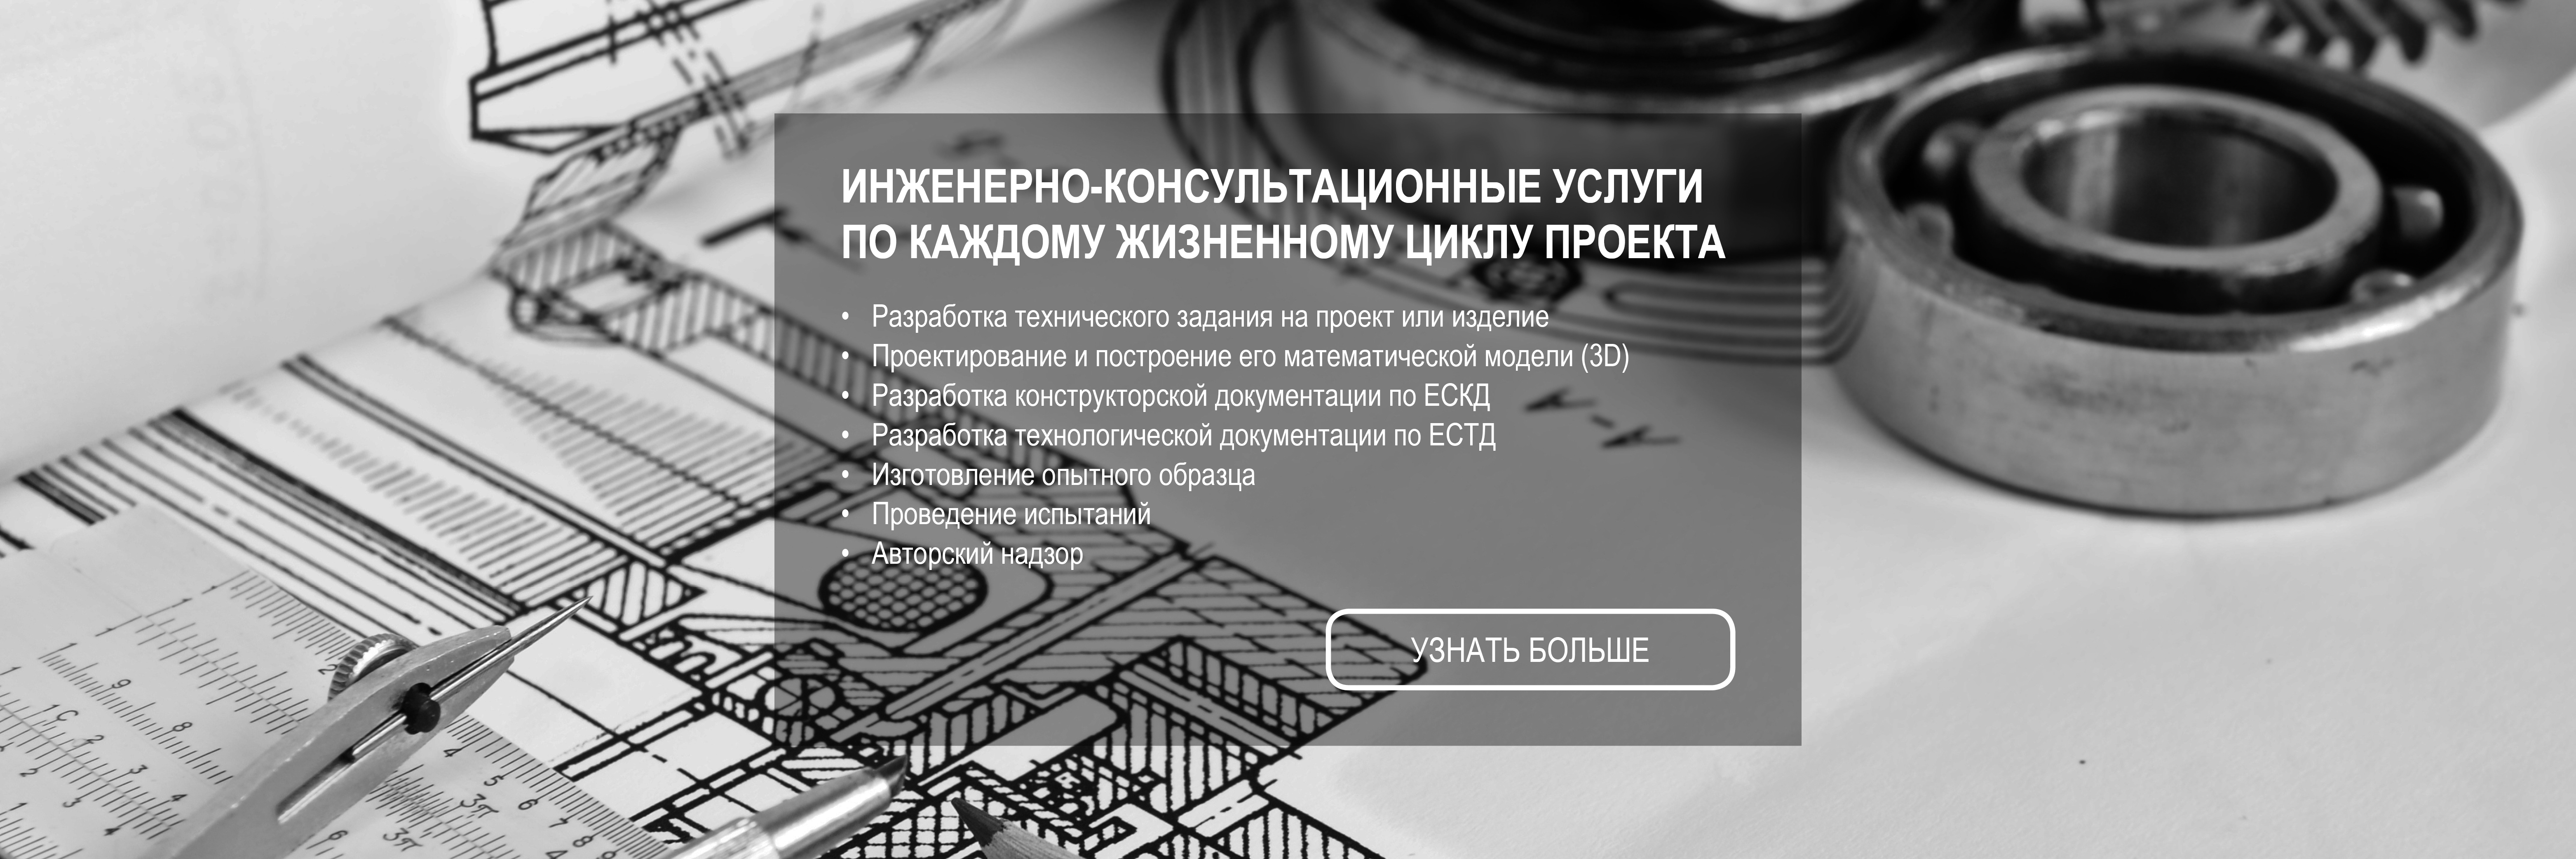 ИНЖЕНЕРНО-КОНСУЛЬТАЦИОННЫЕ УСЛУГИ
ПО КАЖДОМУ ЖИЗНЕННОМУ ЦИКЛУ ПРОЕКТА
• Разработка технического задания на проект или изделие
• Проектирование и построение его математической модели (3D)
• Разработка конструкторской документации по ЕСКД
• Разработка технологической документации по ЕСТД
• Изготовление опытного образца
• Проведение испытаний
• Авторский надзор
УЗНАТЬ БОЛЬШЕ
A-A